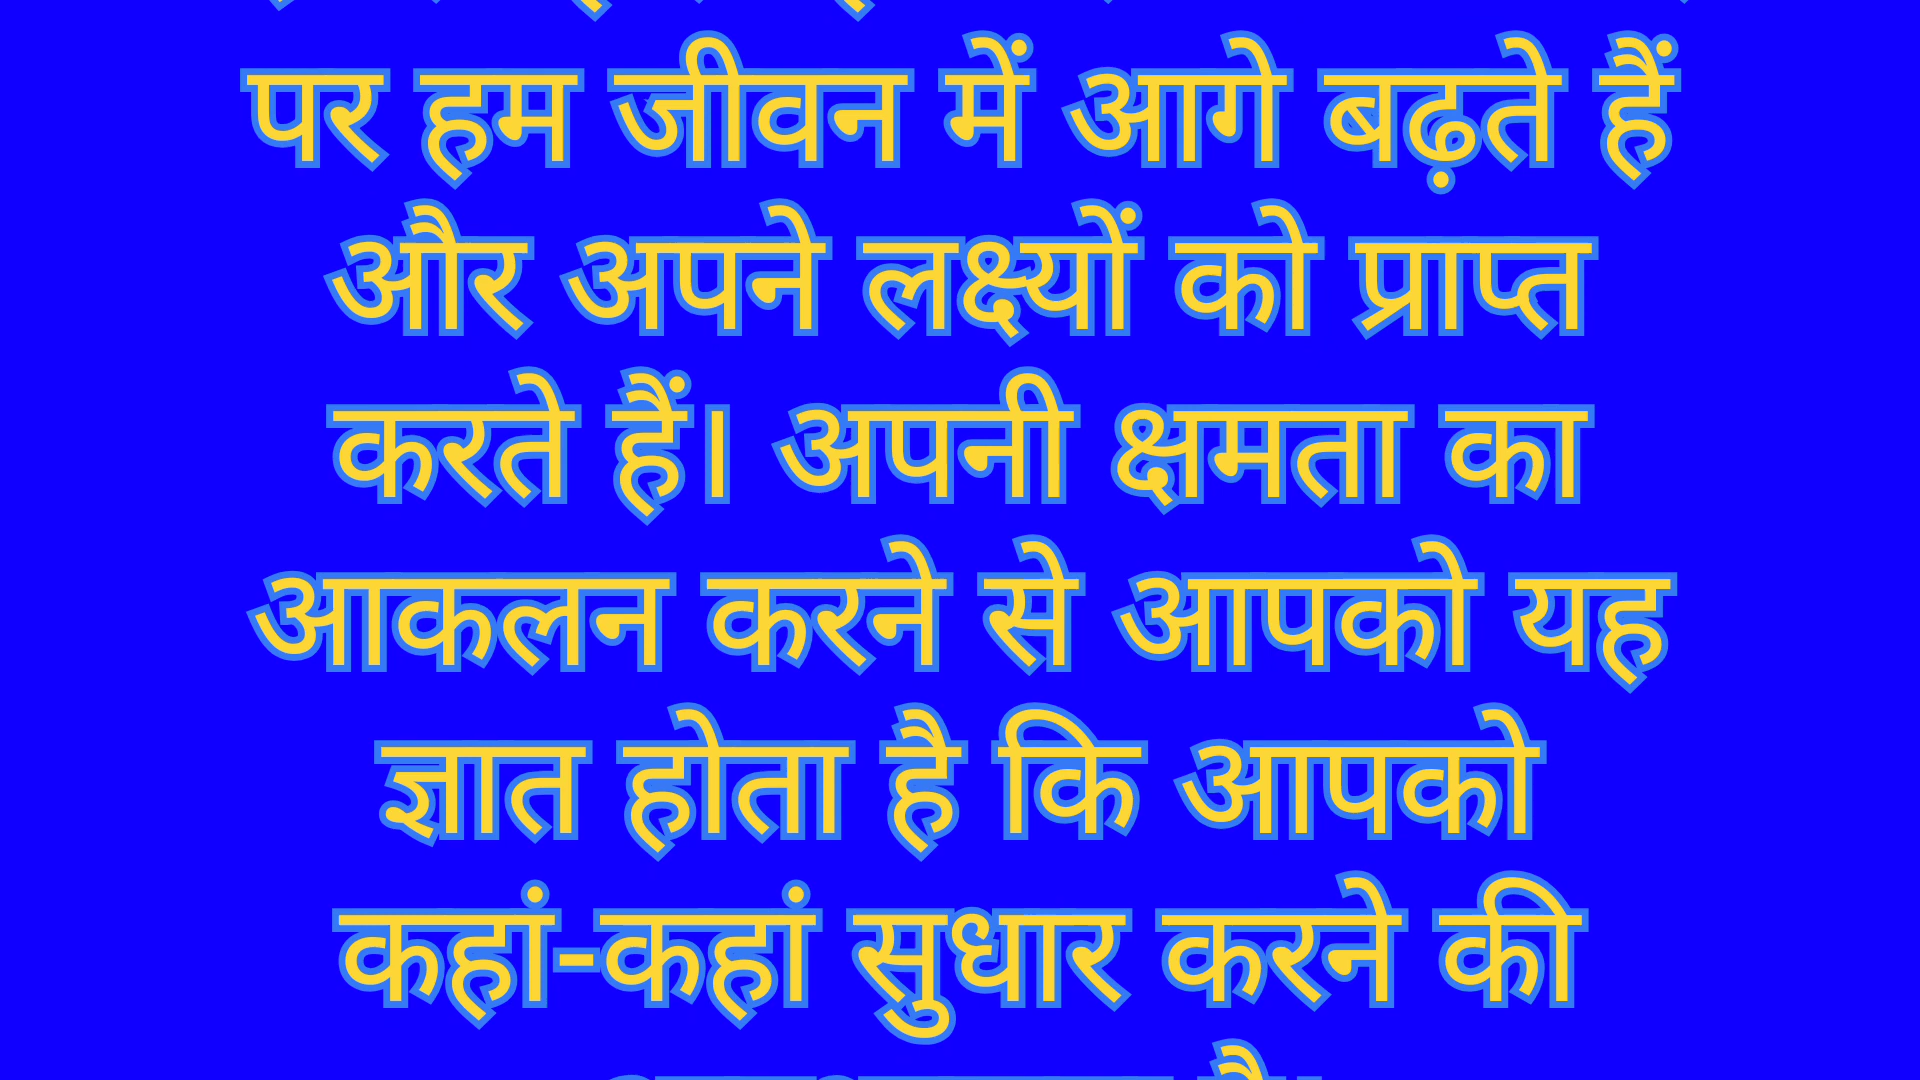 पर हम जीवन में आगे बढ़ते हैं
और अपने लक्ष्यों को प्राप्त
करते हैं। अपनी क्षमता का
आकलन करने से आपको यह
ज्ञात होता है कि आपको
कहां-कहां सुधार करने की